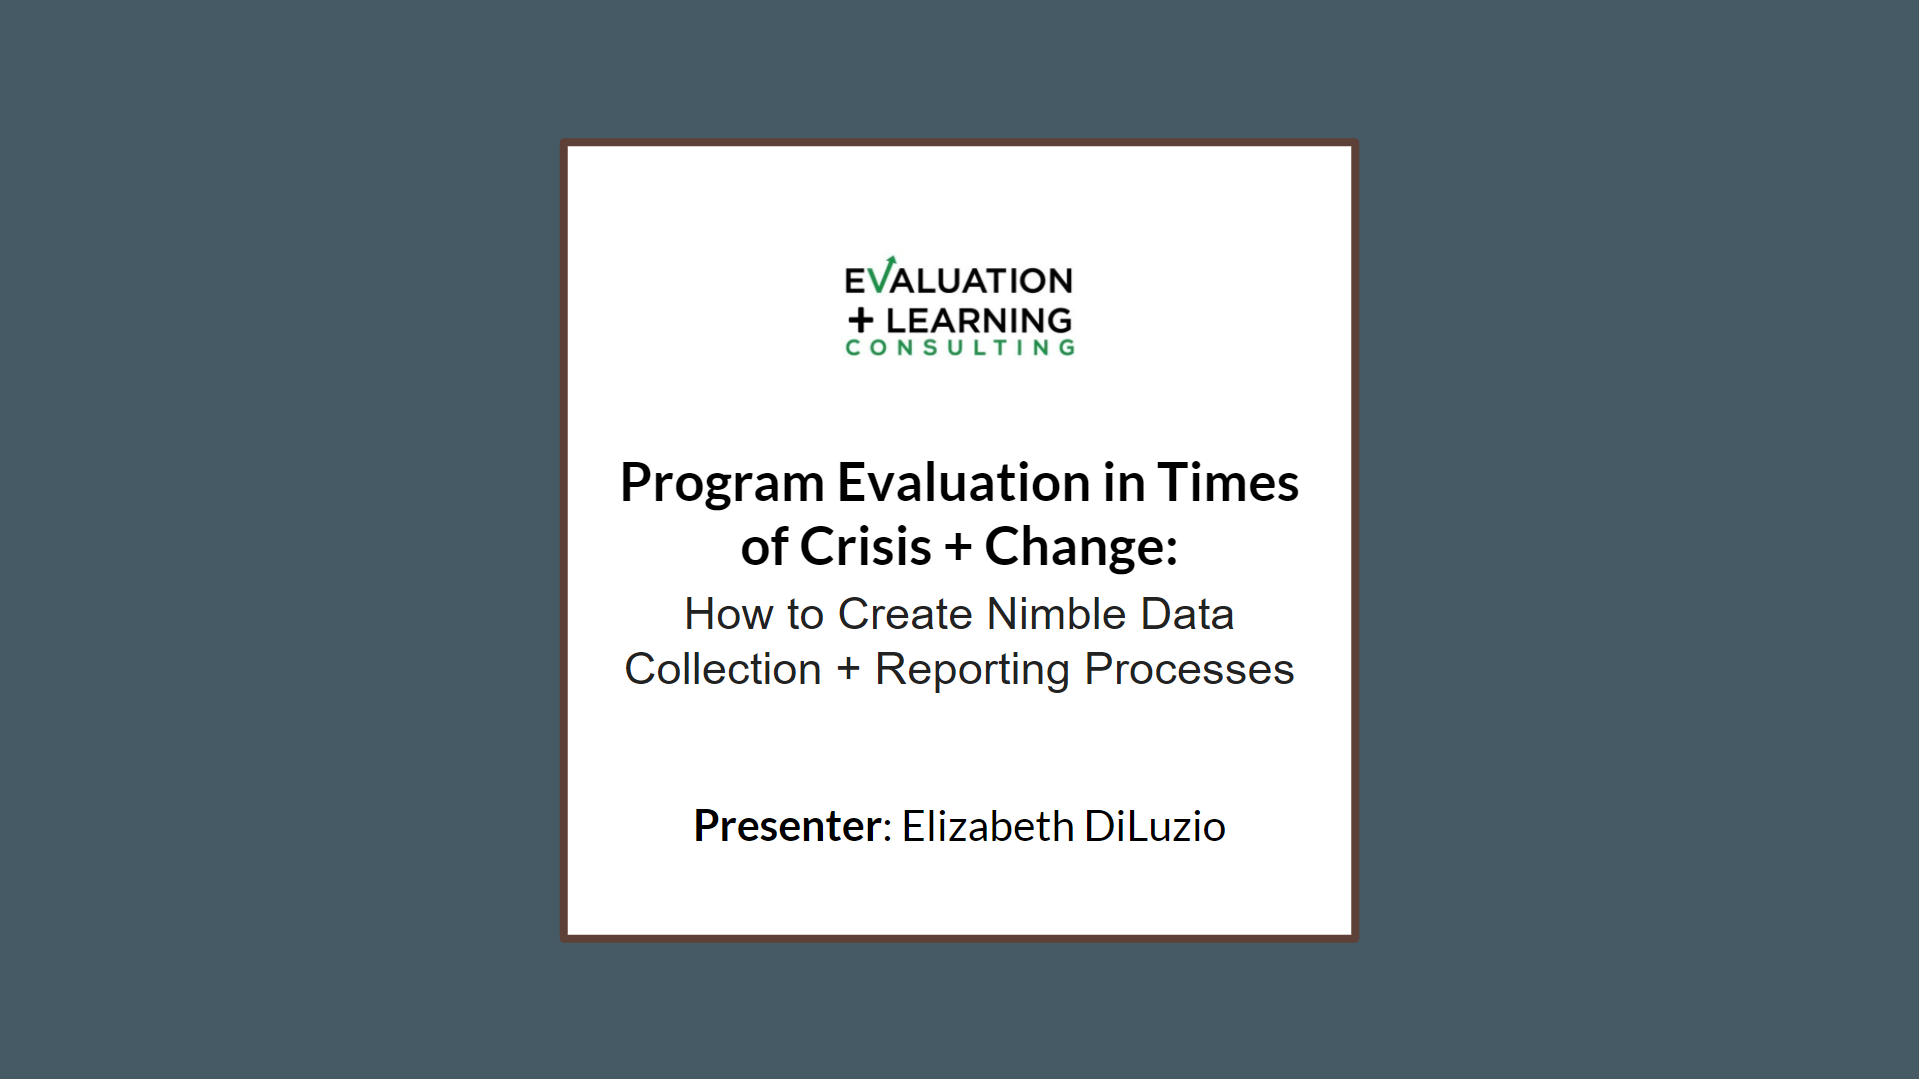 EVALUATION
+ LEARNING
CONSULTING
Program Evaluation in Times
of Crisis + Change:
How to Create Nimble Data
Collection + Reporting Processes
Presenter: Elizabeth DiLuzio